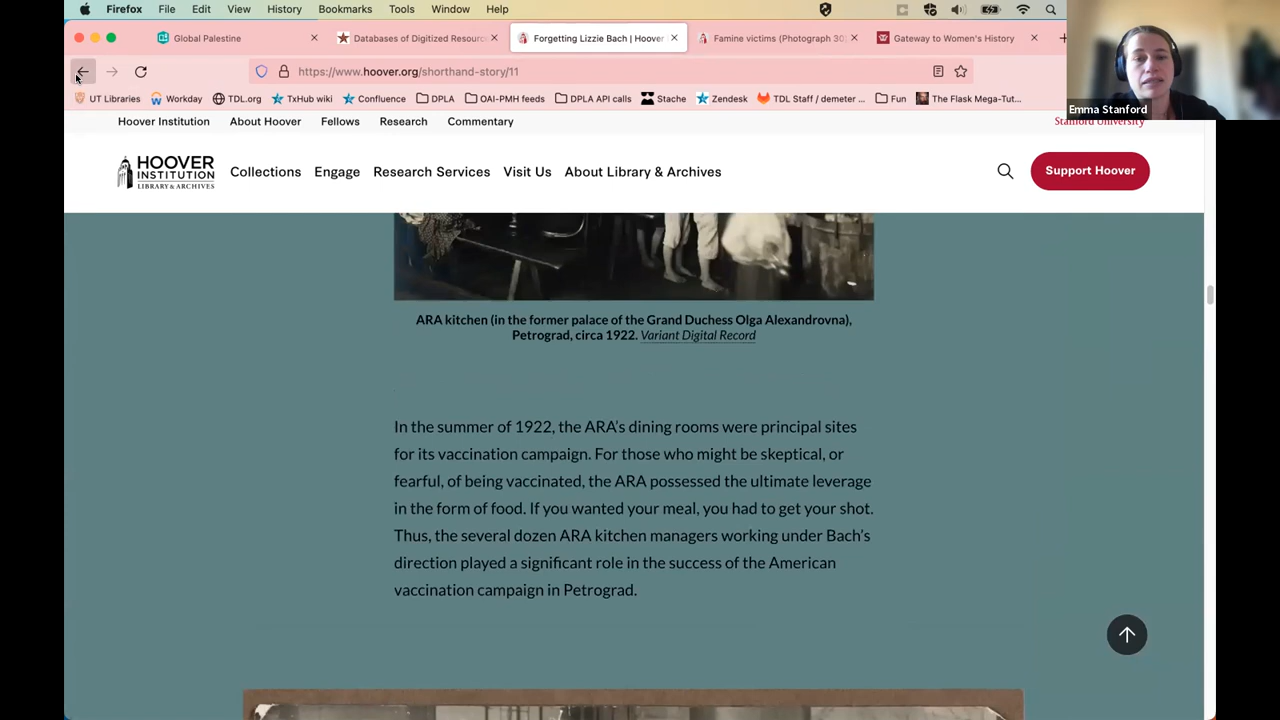 Firefox File Edit View History Bookmarks Tools Window Help
Global Palestine
Databases of Digitized Resourc
Forgetting Lizzie Bach | Hoover
Famine victims (Photograph 30
Gateway to Women's History
https://www.hoover.org/shorthand-story/11
UT Libraries Workday TDL.org TxHub wiki Confluence DPLA OAI-PMH feeds DPLA API calls Stache Zendesk TDL Staff / demeter ... Fun The Flask Mega-Tut...
Emma Stanford
Hoover Institution About Hoover Fellows Research Commentary Stanford University
HOOVER
INSTITUTION
LIBRARY & ARCHIVES
Collections Engage Research Services Visit Us About Library & Archives
Support Hoover
ARA kitchen (in the former palace of the Grand Duchess Olga Alexandrovna),
Petrograd, circa 1922. Variant Digital Record
In the summer of 1922, the ARA's dining rooms were principal sites
for its vaccination campaign. For those who might be skeptical, or
fearful, of being vaccinated, the ARA possessed the ultimate leverage
in the form of food. If you wanted your meal, you had to get your shot.
Thus, the several dozen ARA kitchen managers working under Bach's
direction played a significant role in the success of the American
vaccination campaign in Petrograd.